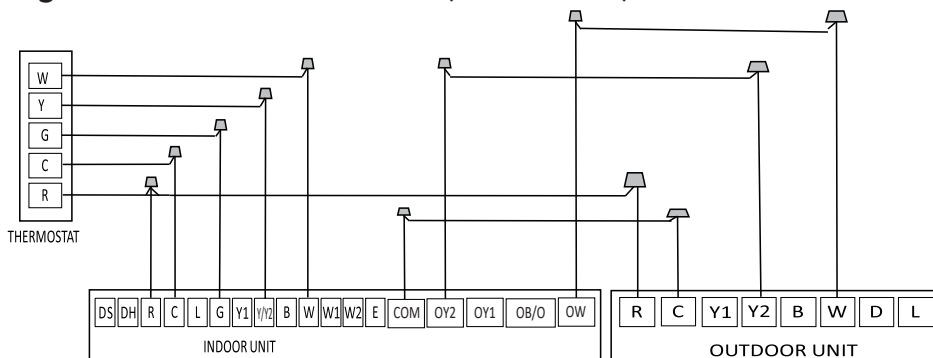 W
Y
G
C
R
THERMOSTAT
DS DH R C L G Y1 Y/Y2 B W W1 W2 E COM OY2 OY1 OB/O OW
INDOOR UNIT
R C Y1 Y2 B W D L
OUTDOOR UNIT